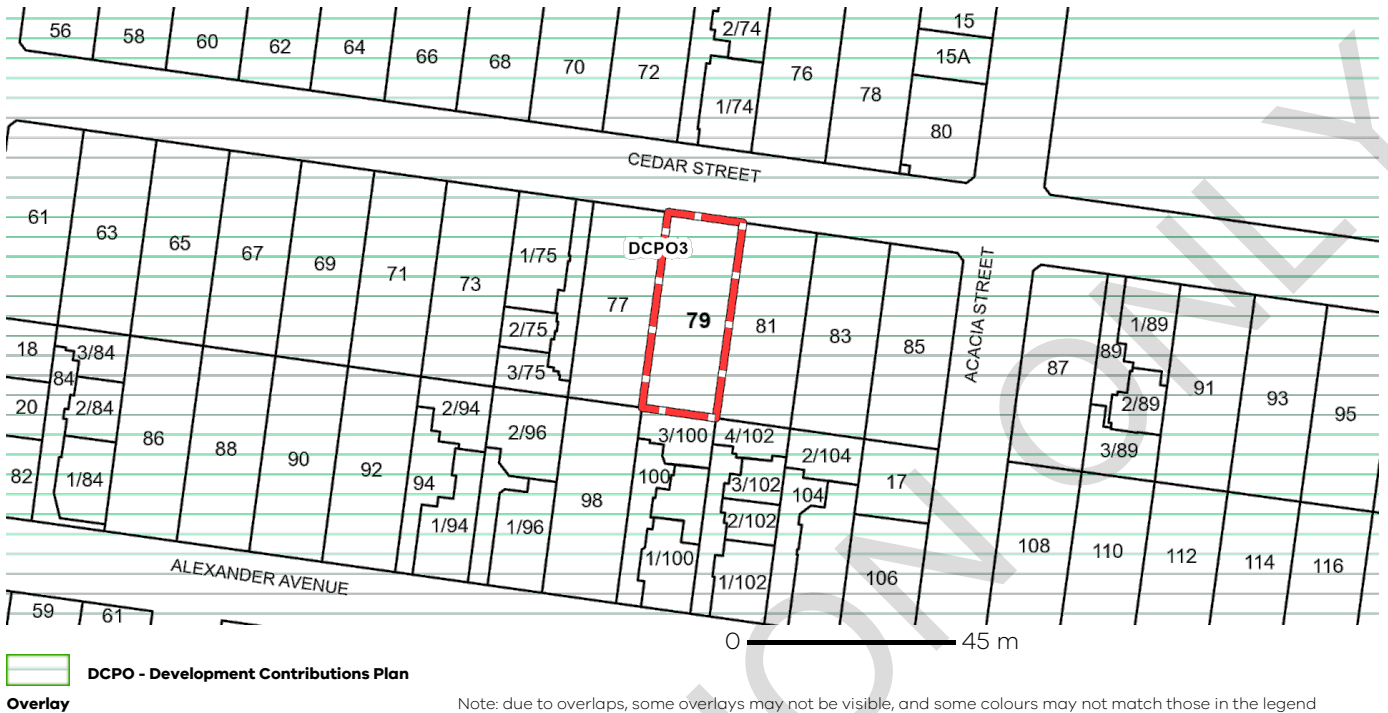 56 58 60 62 64 66 68 70 72 2/74 1/74 76 78 15
15A
80
CEDAR STREET
61 63 65 67 69 71 73 1/75 2/75 3/75 77
DCPO3
79 81 83 85
ACACIA STREET
87 89 1/89 2/89 3/89 91 93 95
18 84 3/84
20 2/84
82 1/84 86 88 90 92 94 2/94 1/94 2/96 1/96 98
3/100 100 1/100 4/102 3/102 2/102 1/102 2/104 104 17 106
108 110 112 114 116
ALEXANDER AVENUE
59 61
0 45 m
DCPO - Development Contributions Plan
Overlay
Note: due to overlaps, some overlays may not be visible, and some colours may not match those in the legend
ON ONLY